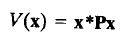 V(x) = x*Px